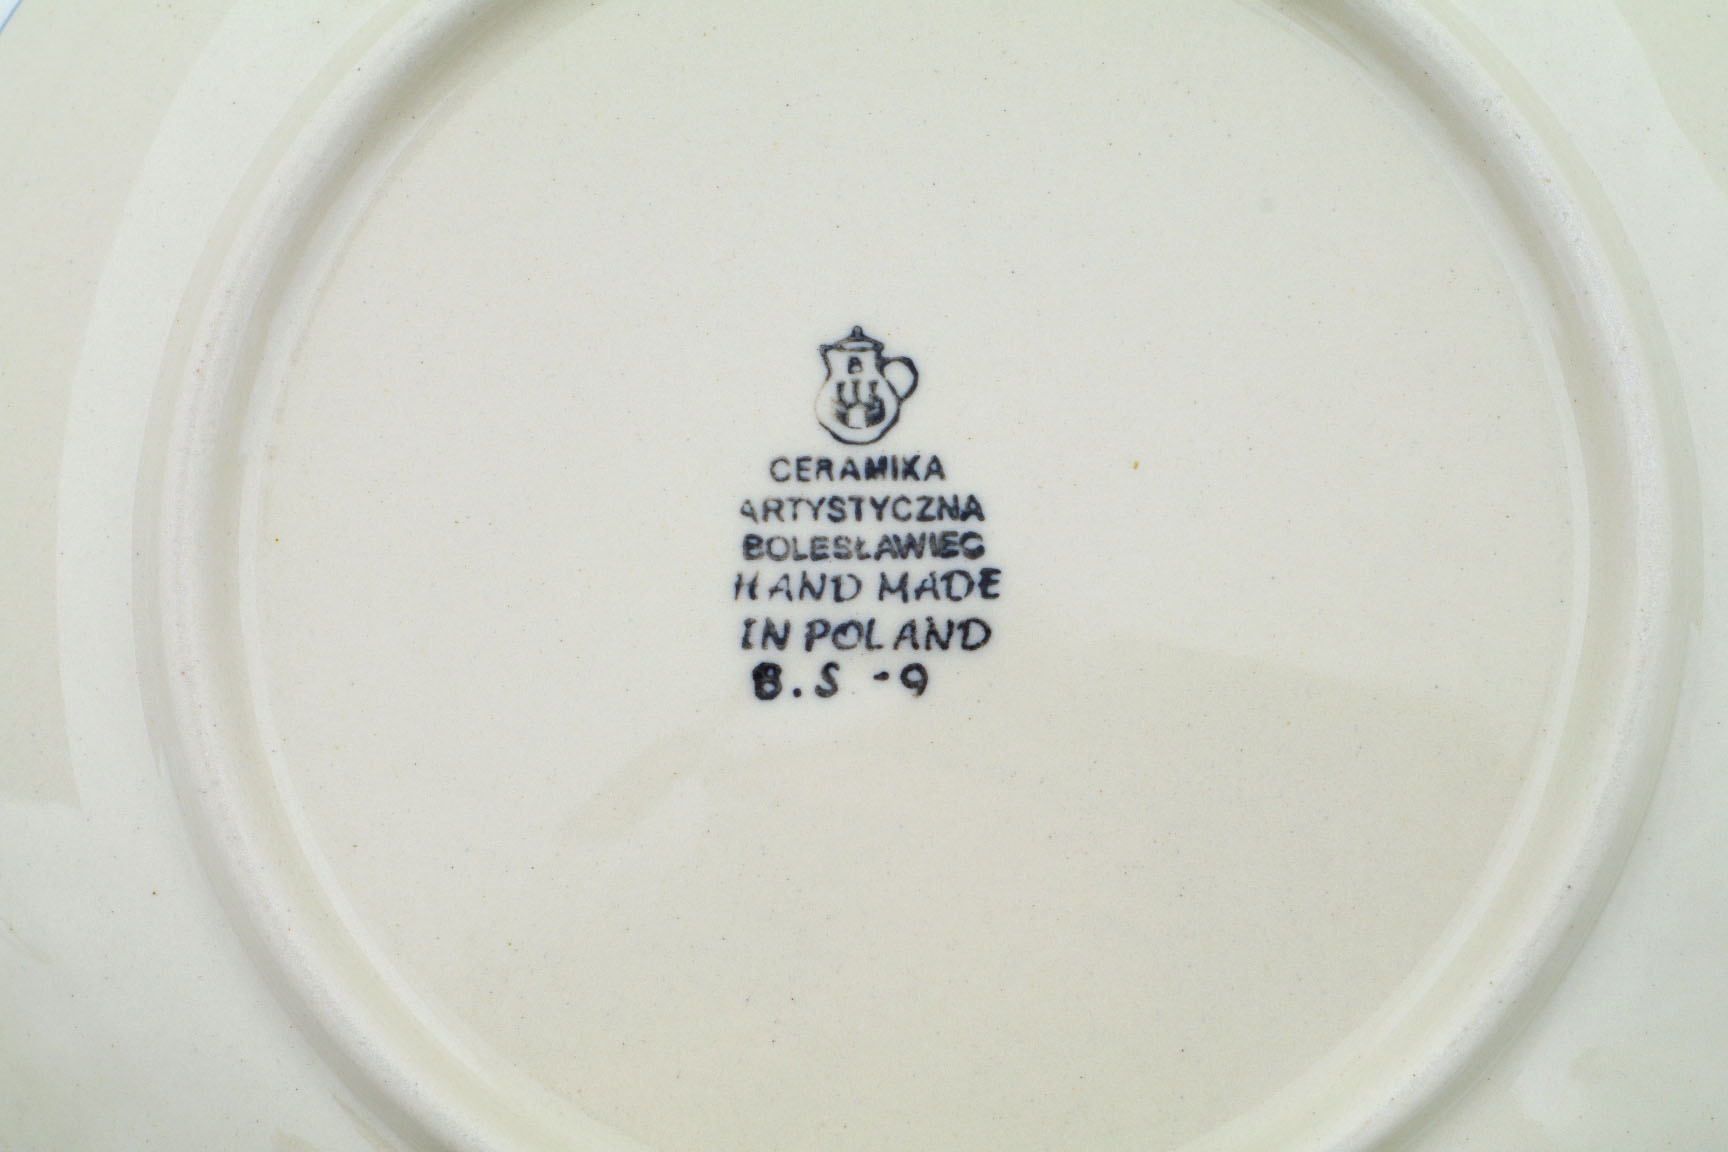 B
CERAMIKA
ARTYSTYCZNA
BOLESŁAWIEC
HAND MADE
IN POLAND
B.S -9